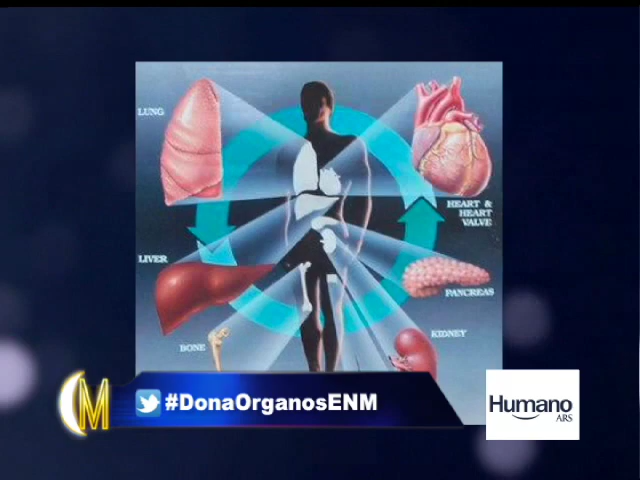 LUNG
HEART &
HEART
VALVE
LIVER
PANCREAS
BONE
KIDNEY
M
#DonaOrganosENM
Humano
ARS